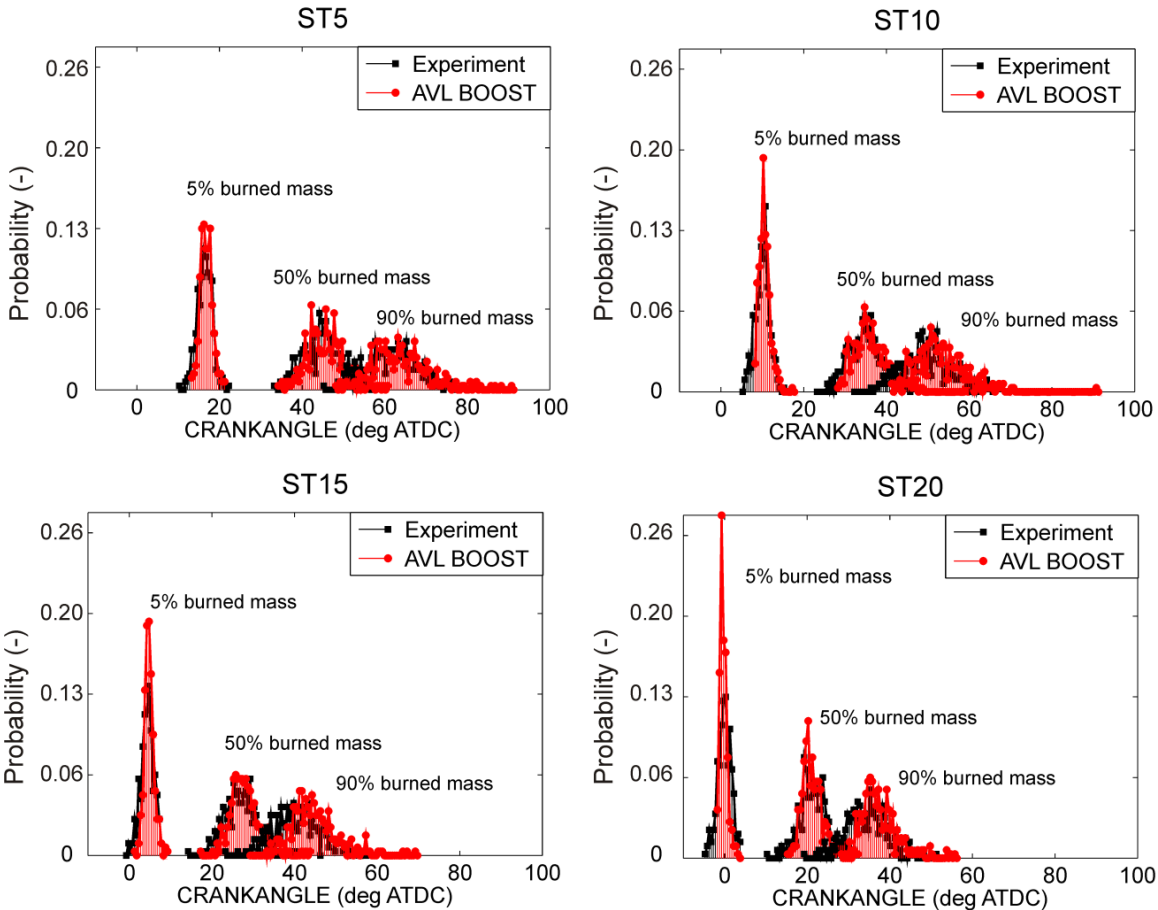 ST5
Experiment
AVL BOOST
0.26
0.20
0.13
0.06
0
Probability (-)
5% burned mass
50% burned mass
90% burned mass
0 20 40 60 80 100
CRANKANGLE (deg ATDC)
ST10
Experiment
AVL BOOST
0.26
0.20
0.13
0.06
0
Probability (-)
5% burned mass
50% burned mass
90% burned mass
0 20 40 60 80 100
CRANKANGLE (deg ATDC)
ST15
Experiment
AVL BOOST
0.26
0.20
0.13
0.06
0
Probability (-)
5% burned mass
50% burned mass
90% burned mass
0 20 40 60 80 100
CRANKANGLE (deg ATDC)
ST20
Experiment
AVL BOOST
0.26
0.20
0.13
0.06
0
Probability (-)
5% burned mass
50% burned mass
90% burned mass
0 20 40 60 80 100
CRANKANGLE (deg ATDC)